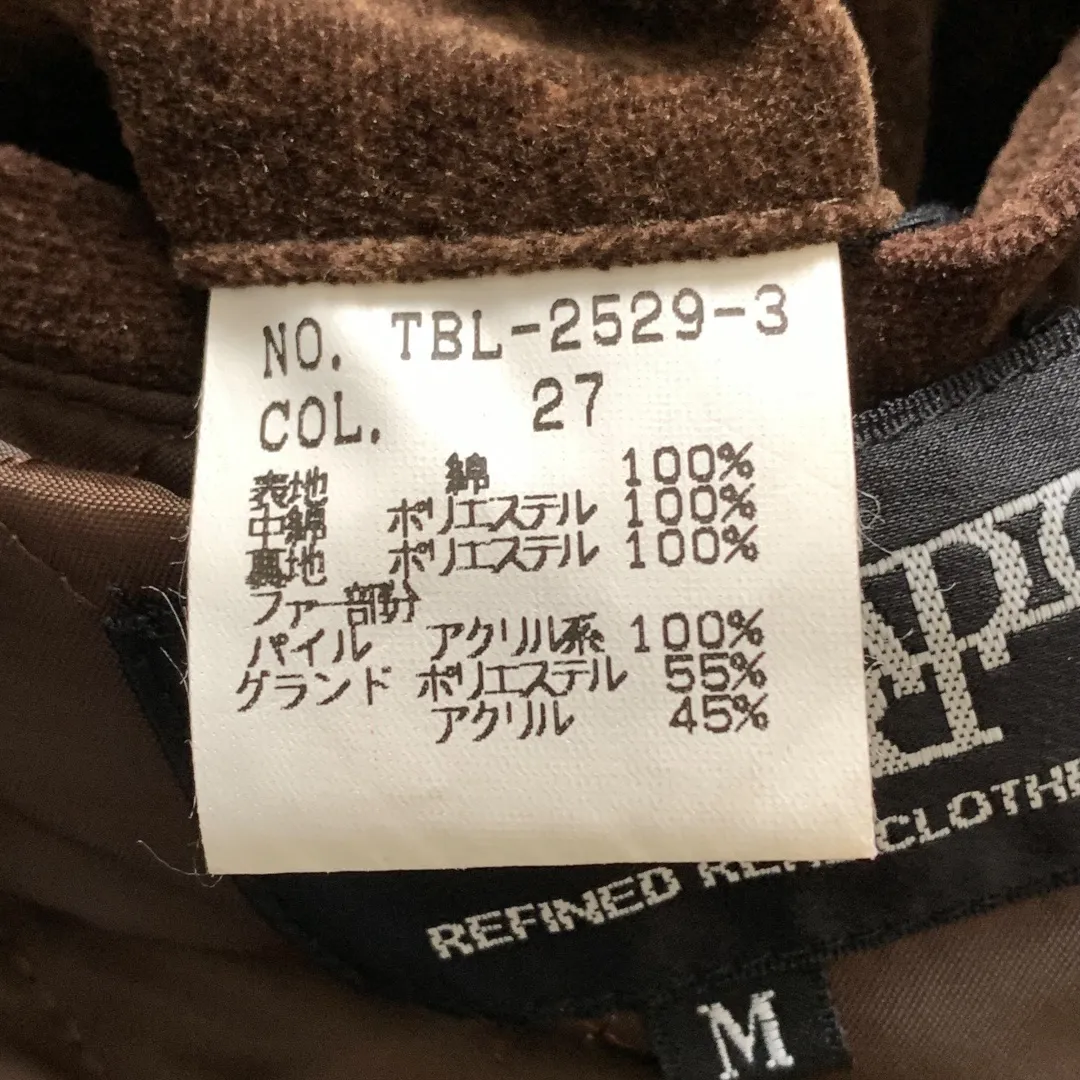 NO. TBL-2529-3
COL. 27
表地 綿 100%
中綿 ポリエステル 100%
裏地 ポリエステル 100%
ファー部分
パイル アクリル系 100%
グランド ポリエステル 55%
アクリル 45%
REFINED
M